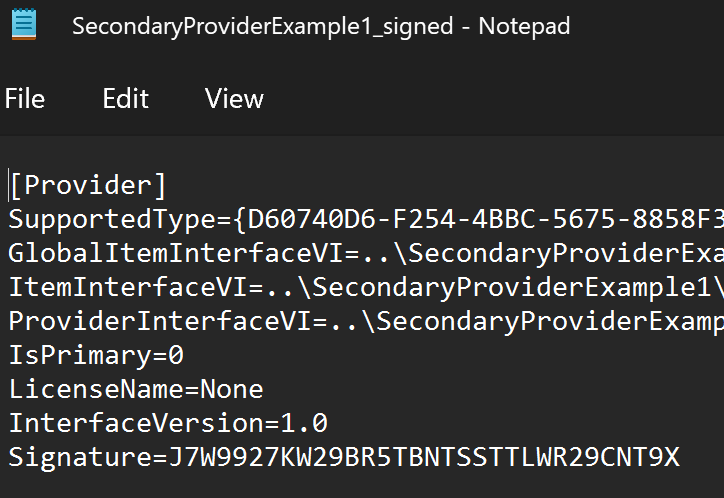 SecondaryProviderExample1_signed - Notepad
File Edit View
[Provider]
SupportedType={D60740D6-F254-4BBC-5675-8858F3
GlobalItemInterfaceVI=..\SecondaryProviderExa
ItemInterfaceVI=..\SecondaryProviderExample1\
ProviderInterfaceVI=..\SecondaryProviderExamp
IsPrimary=0
LicenseName=None
InterfaceVersion=1.0
Signature=J7W9927KW29BR5TBNTSSTTLWR29CNT9X